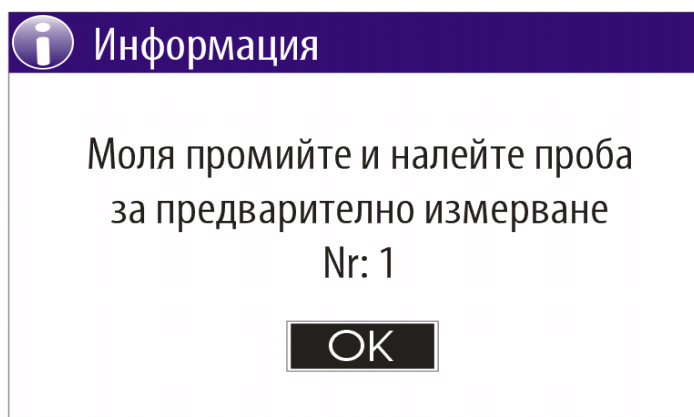 Информация
Моля промийте и налейте проба
за предварително измерване
Nr: 1
OK